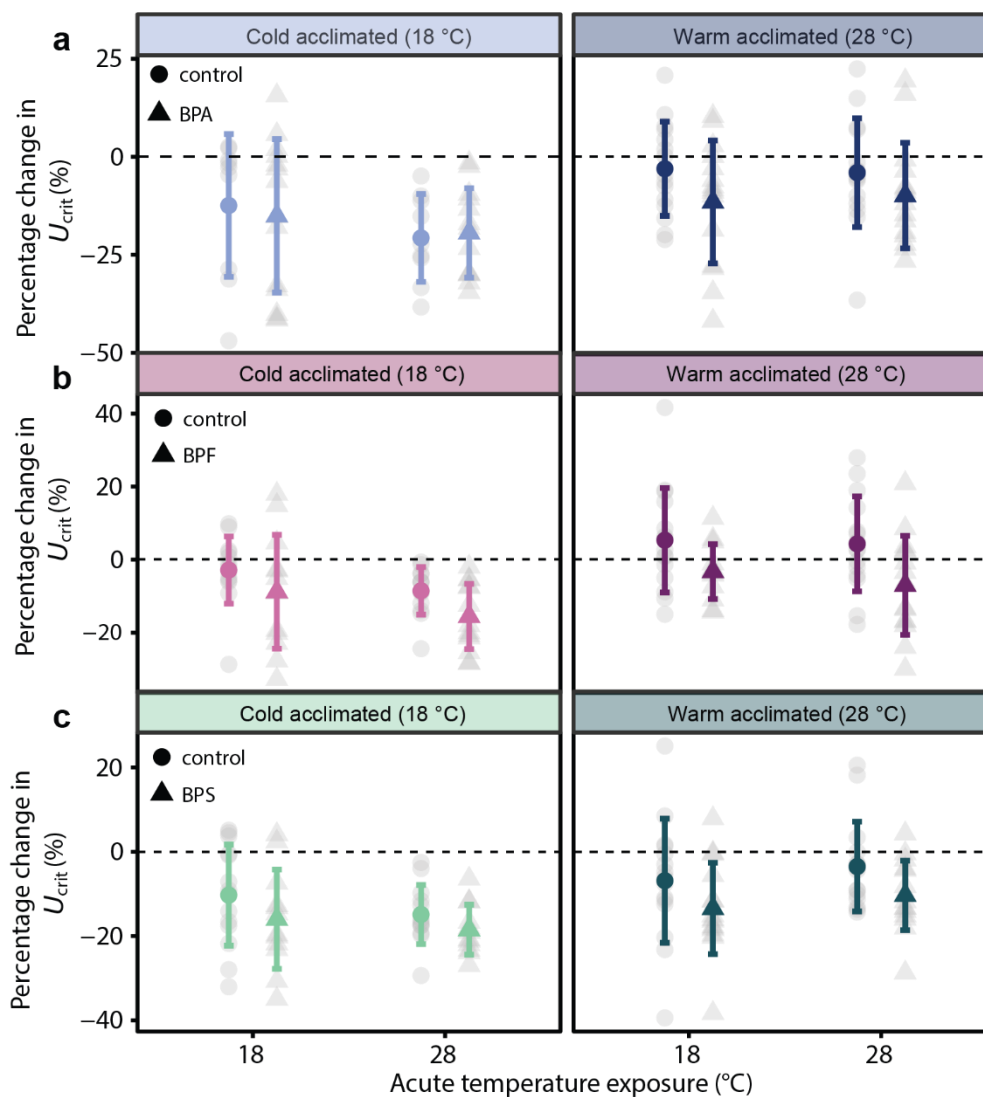 a
Cold acclimated (18 °C)
Warm acclimated (28 °C)
control
BPA
25
0
−25
−50
Percentage change in
Ucrit (%)
b
Cold acclimated (18 °C)
Warm acclimated (28 °C)
control
BPF
40
20
0
−20
Percentage change in
Ucrit (%)
c
Cold acclimated (18 °C)
Warm acclimated (28 °C)
control
BPS
20
0
−20
−40
Percentage change in
Ucrit (%)
18 28 18 28
Acute temperature exposure (°C)